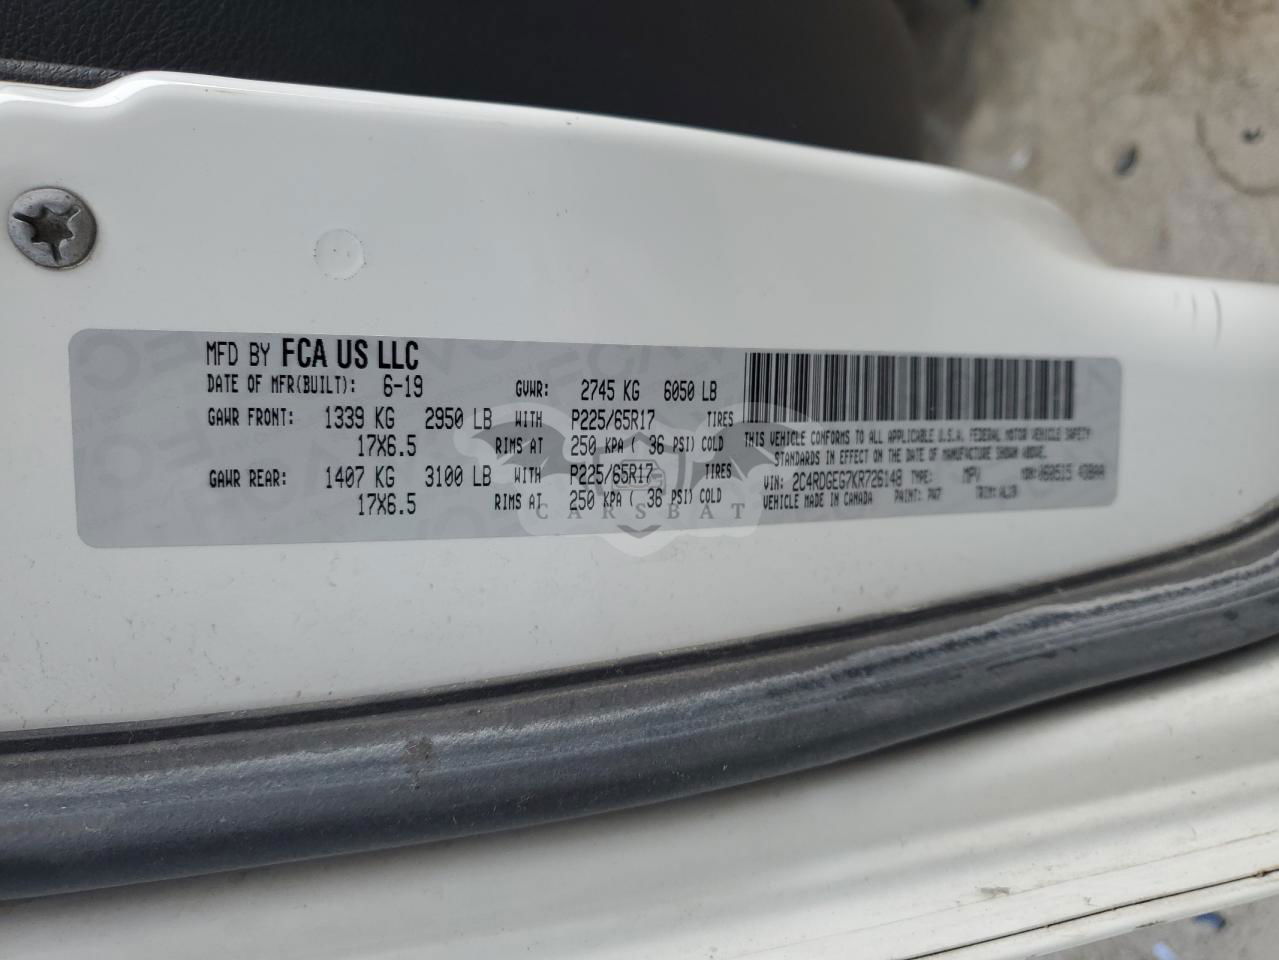 MFD BY FCA US LLC
DATE OF MFR(BUILT): 6-19 GVWR: 2745 KG 6050 LB
GAWR FRONT: 1339 KG 2950 LB WITH P225/65R17 TIRES
17X6.5 RIMS AT 250 KPA ( 36 PSI) COLD
GAWR REAR: 1407 KG 3100 LB WITH P225/65R17 TIRES
17X6.5 RIMS AT 250 KPA ( 36 PSI) COLD
THIS VEHICLE CONFORMS TO ALL APPLICABLE U.S.A. FEDERAL MOTOR VEHICLE SAFETY
STANDARDS IN EFFECT ON THE DATE OF MANUFACTURE SHOWN ABOVE.
VIN: 2C4RDGEG7KR726148 TYPE: MPV MDH:
VEHICLE MADE IN CANADA PAINT: PW7 TRIM:
CARSBAT